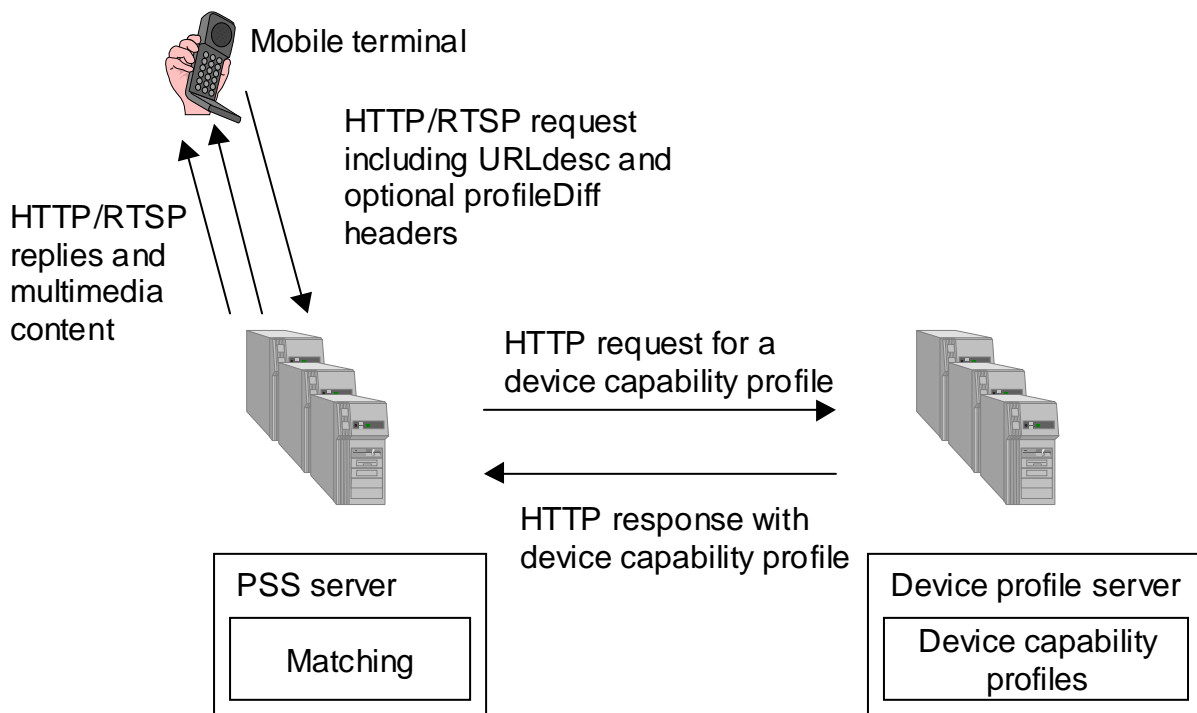 Mobile terminal
HTTP/RTSP request
including URLdesc and
optional profileDiff
headers
HTTP/RTSP
replies and
multimedia
content
HTTP request for a
device capability profile
HTTP response with
device capability profile
PSS server
Matching
Device profile server
Device capability
profiles